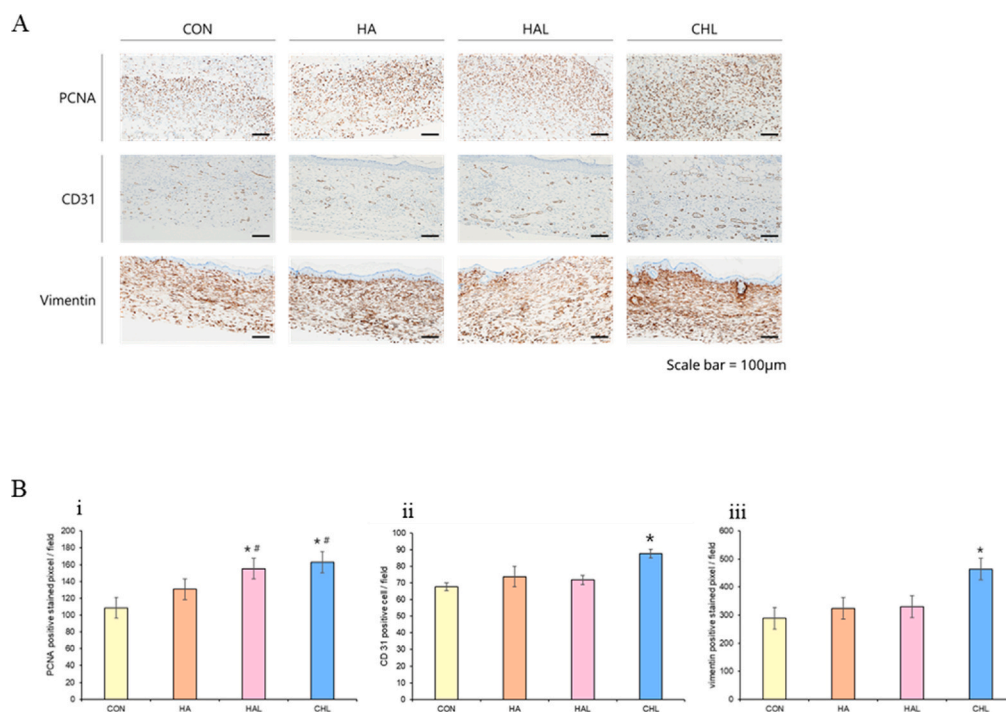 A
CON HA HAL CHL
PCNA
CD31
Vimentin
Scale bar = 100μm
B
i
PCNA positive stained pixcel / field
200
180
160
140
120
100
80
60
40
20
0
* #
* #
CON HA HAL CHL
ii
CD 31 positive cell / field
100
90
80
70
60
50
40
30
20
10
0
*
CON HA HAL CHL
iii
vimentin positive stained pixel / field
600
500
400
300
200
100
0
*
CON HA HAL CHL